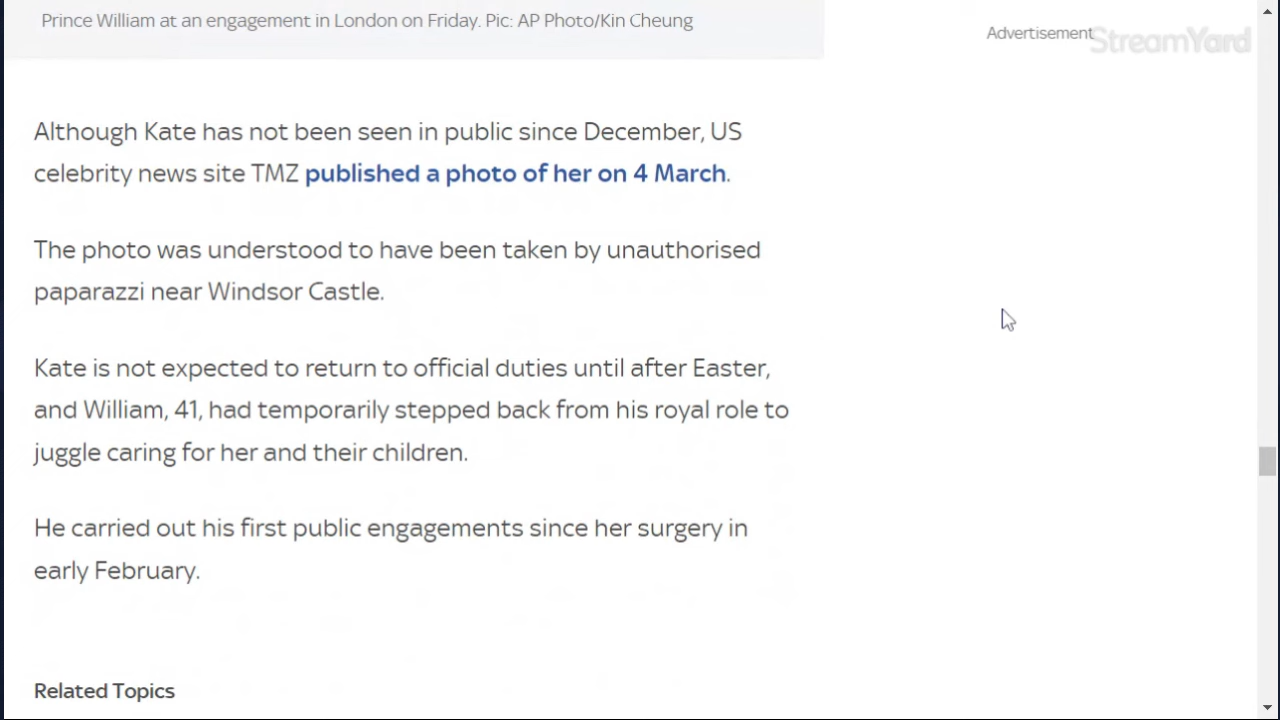 Prince William at an engagement in London on Friday. Pic: AP Photo/Kin Cheung
Advertisement
StreamYard
Although Kate has not been seen in public since December, US
celebrity news site TMZ published a photo of her on 4 March.
The photo was understood to have been taken by unauthorised
paparazzi near Windsor Castle.
Kate is not expected to return to official duties until after Easter,
and William, 41, had temporarily stepped back from his royal role to
juggle caring for her and their children.
He carried out his first public engagements since her surgery in
early February.
Related Topics